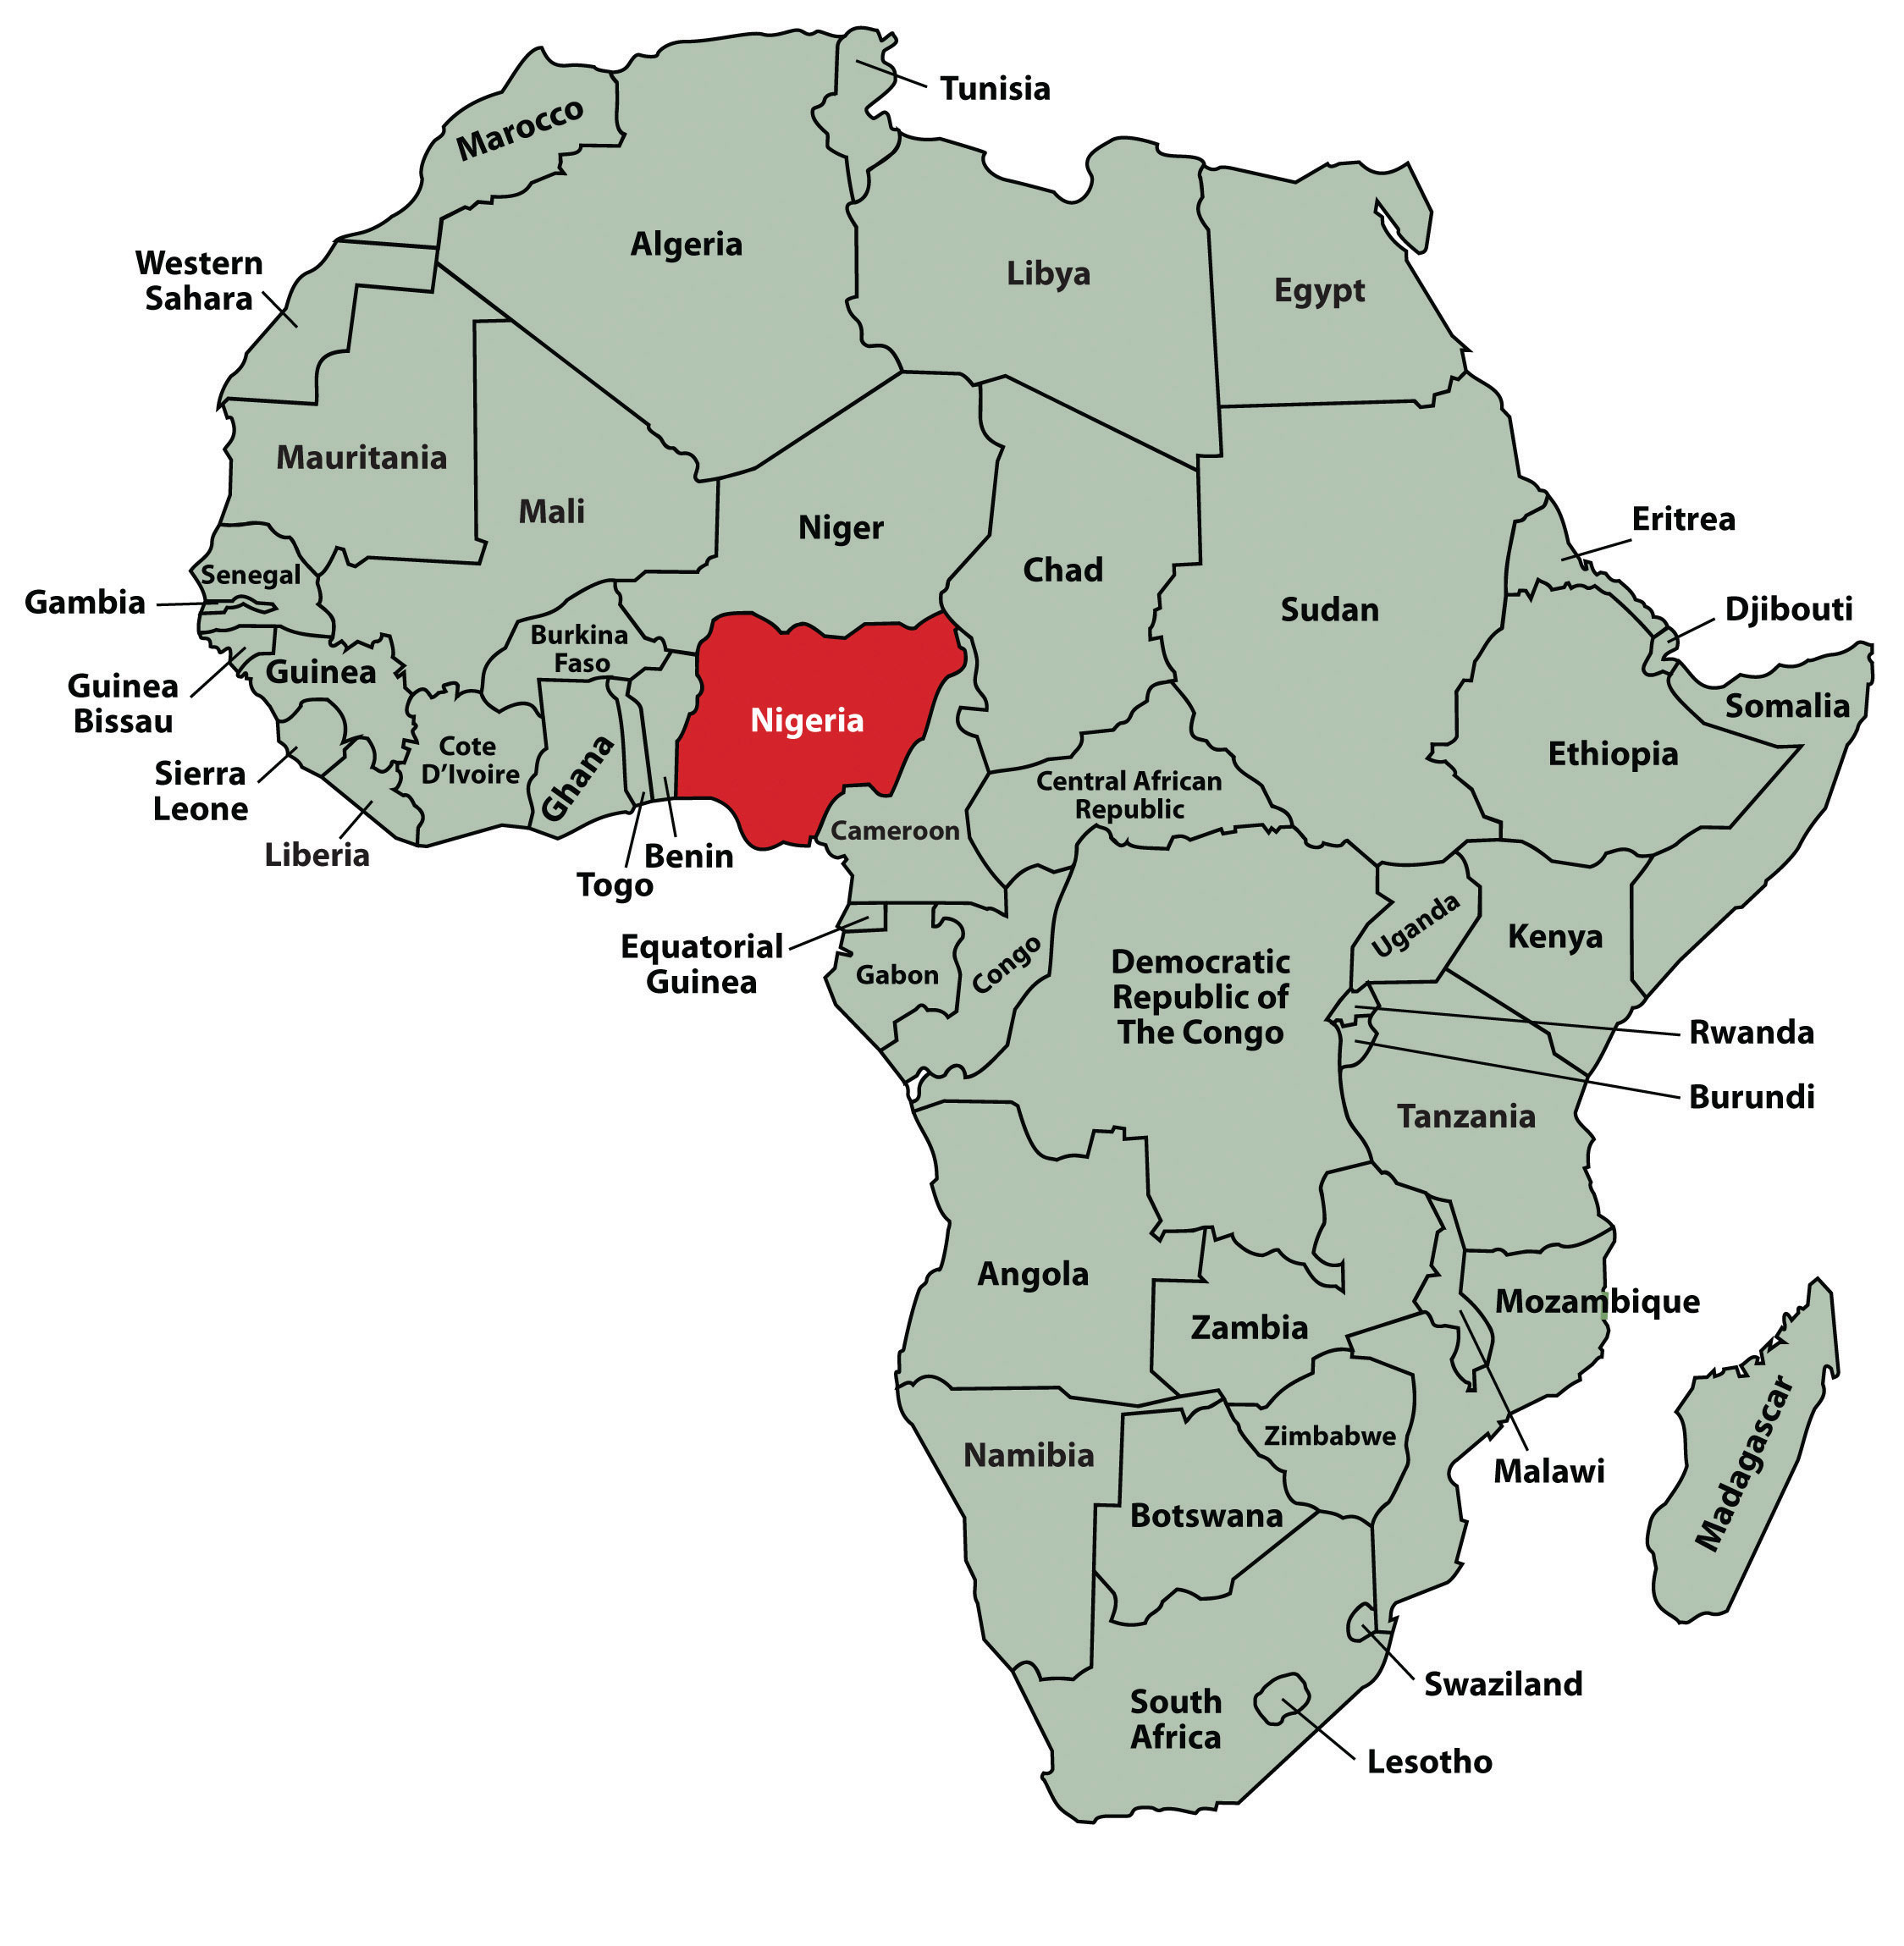 Tunisia
Marocco
Algeria
Libya
Egypt
Western
Sahara
Mauritania
Mali
Niger
Chad
Sudan
Eritrea
Djibouti
Senegal
Gambia
Guinea
Bissau
Guinea
Burkina
Faso
Nigeria
Somalia
Ethiopia
Sierra
Leone
Cote
D'Ivoire
Ghana
Liberia
Togo
Benin
Cameroon
Central African
Republic
Equatorial
Guinea
Gabon
Congo
Democratic
Republic of
The Congo
Uganda
Kenya
Rwanda
Burundi
Tanzania
Angola
Zambia
Mozambique
Malawi
Madagascar
Namibia
Zimbabwe
Botswana
Swaziland
South
Africa
Lesotho